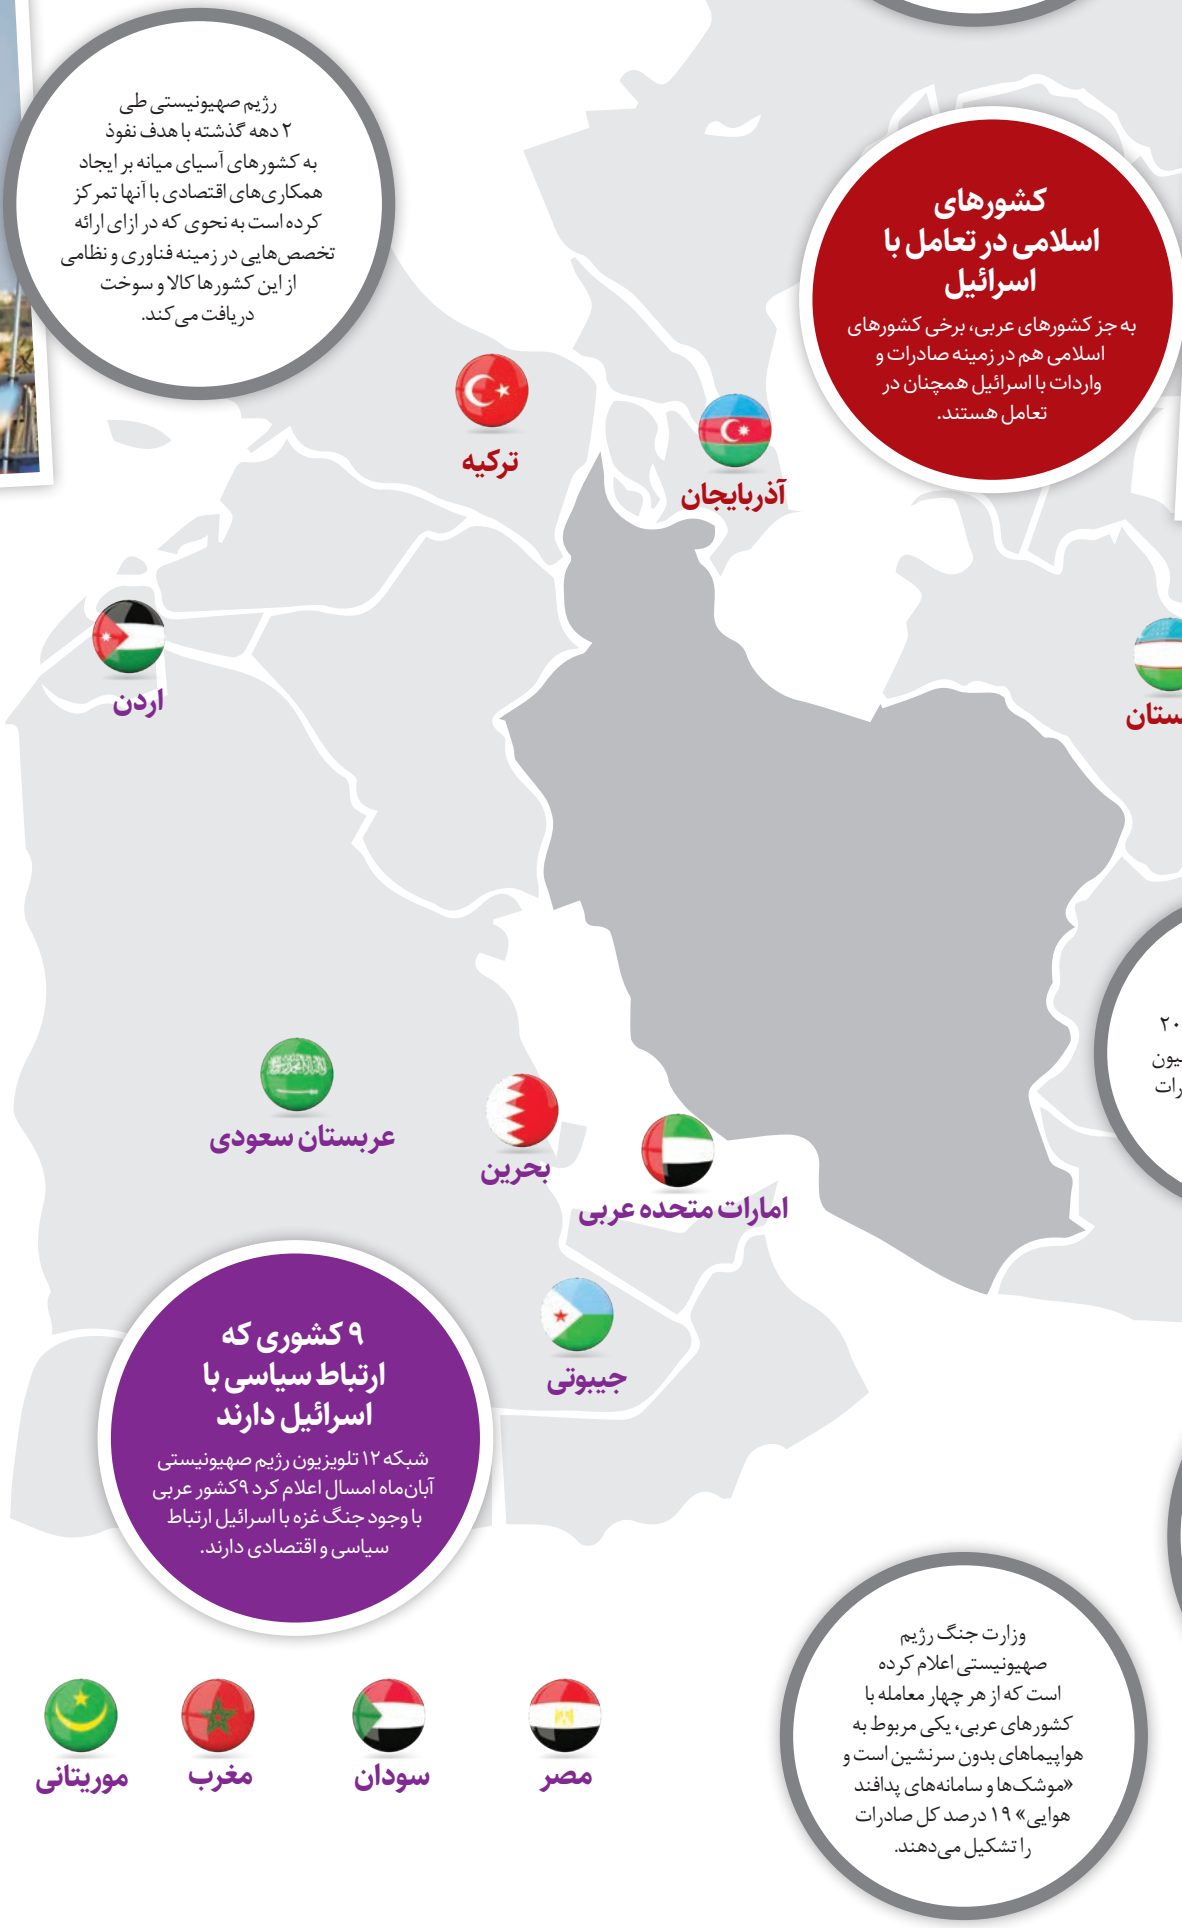 رژیم صهیونیستی طی
۲ دهه گذشته با هدف نفوذ
به کشورهای آسیای میانه بر ایجاد
همکاری‌های اقتصادی با آنها تمرکز
کرده است به نحوی که در ازای ارائه
تخصص‌هایی در زمینه فناوری و نظامی
از این کشورها کالا و سوخت
دریافت می‌کند.
کشورهای
اسلامی در تعامل با
اسرائیل
به جز کشورهای عربی، برخی کشورهای
اسلامی هم در زمینه صادرات و
واردات با اسرائیل همچنان در
تعامل هستند.
ترکیه
آذربایجان
اردن
عربستان سعودی
بحرین
امارات متحده عربی
جیبوتی
۹ کشوری که
ارتباط سیاسی با
اسرائیل دارند
شبکه ۱۲ تلویزیون رژیم صهیونیستی
آبان‌ماه امسال اعلام کرد ۹کشور عربی
با وجود جنگ غزه با اسرائیل ارتباط
سیاسی و اقتصادی دارند.
مصر
سودان
مغرب
موریتانی
وزارت جنگ رژیم
صهیونیستی اعلام کرده
است که از هر چهار معامله با
کشورهای عربی، یکی مربوط به
هواپیماهای بدون سرنشین است و
«موشک‌ها و سامانه‌های پدافند
هوایی» ۱۹ درصد کل صادرات
را تشکیل می‌دهند.